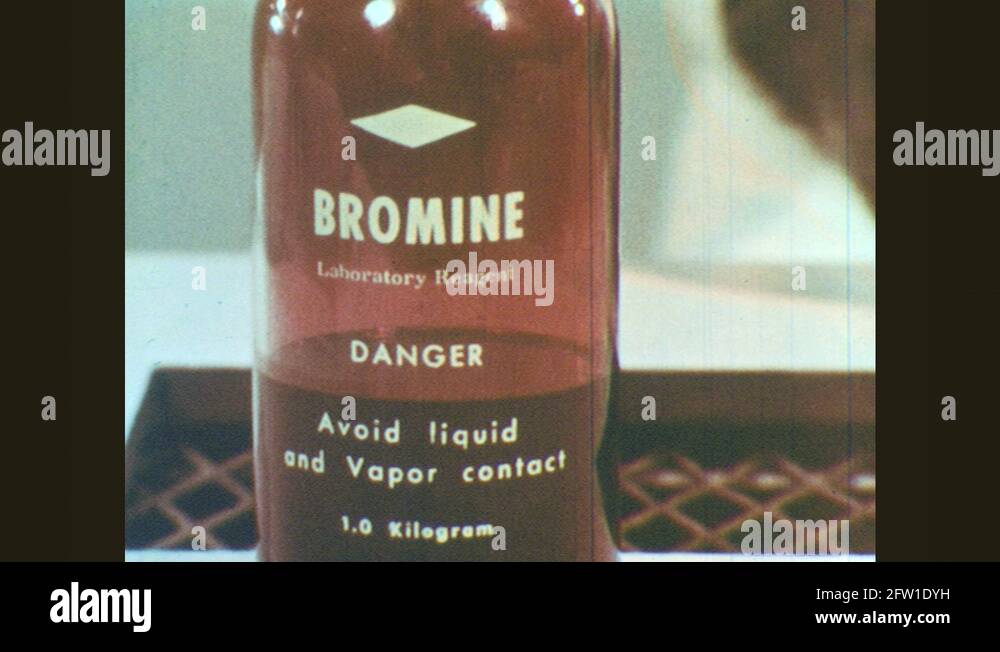 BROMINE
Laboratory Reagent
DANGER
Avoid liquid
and Vapor contact
1.0 Kilogram
alamy
alamy
alamy
a
alamy
Image ID: 2FW1DYH
www.alamy.com